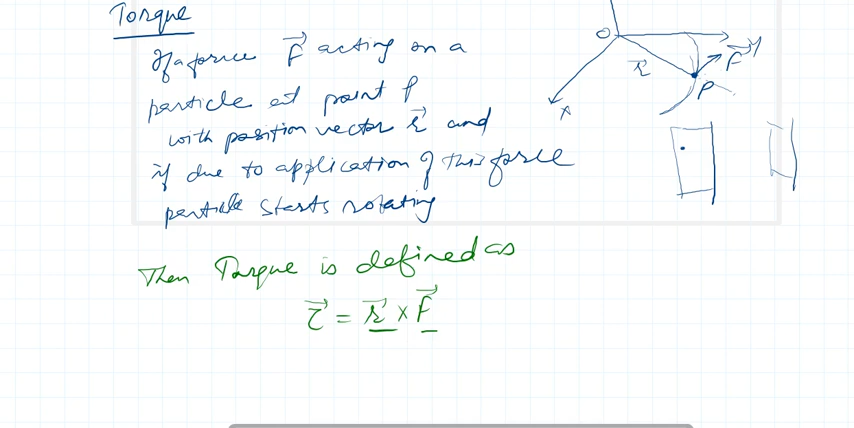 Torque
If a force F⃗ acting on a
particle at point P
with position vector r⃗ and
if due to application of this force
particle starts rotating
O
r⃗
F⃗
Y
P
X
Then Torque is defined as
τ⃗ = r⃗ × F⃗